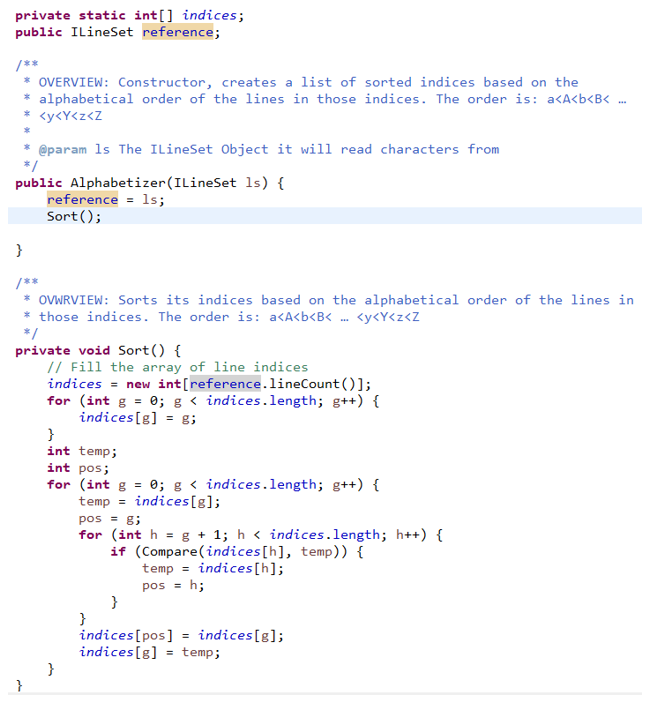 private static int[] indices;
public ILineSet reference;

/**
 * OVERVIEW: Constructor, creates a list of sorted indices based on the
 * alphabetical order of the lines in those indices. The order is: a<A<b<B< …
 * <y<Y<z<Z
 *
 * @param ls The ILineSet Object it will read characters from
 */
public Alphabetizer(ILineSet ls) {
    reference = ls;
    Sort();

}

/**
 * OVWRVIEW: Sorts its indices based on the alphabetical order of the lines in
 * those indices. The order is: a<A<b<B< … <y<Y<z<Z
 */
private void Sort() {
    // Fill the array of line indices
    indices = new int[reference.lineCount()];
    for (int g = 0; g < indices.length; g++) {
        indices[g] = g;
    }
    int temp;
    int pos;
    for (int g = 0; g < indices.length; g++) {
        temp = indices[g];
        pos = g;
        for (int h = g + 1; h < indices.length; h++) {
            if (Compare(indices[h], temp)) {
                temp = indices[h];
                pos = h;
            }
        }
        indices[pos] = indices[g];
        indices[g] = temp;
    }
}